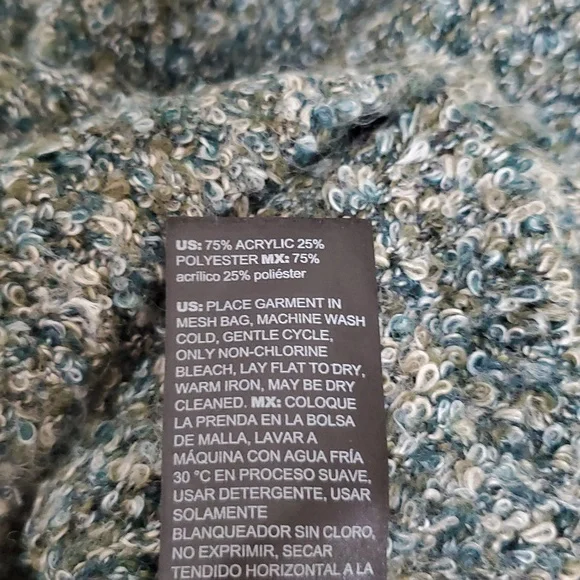 US: 75% ACRYLIC 25%
POLYESTER MX: 75%
acrílico 25% poliéster
US: PLACE GARMENT IN
MESH BAG, MACHINE WASH
COLD, GENTLE CYCLE,
ONLY NON-CHLORINE
BLEACH, LAY FLAT TO DRY,
WARM IRON, MAY BE DRY
CLEANED. MX: COLOQUE
LA PRENDA EN LA BOLSA
DE MALLA, LAVAR A
MÁQUINA CON AGUA FRÍA
30 °C EN PROCESO SUAVE,
USAR DETERGENTE, USAR
SOLAMENTE
BLANQUEADOR SIN CLORO,
NO EXPRIMIR, SECAR
TENDIDO HORIZONTAL A LA